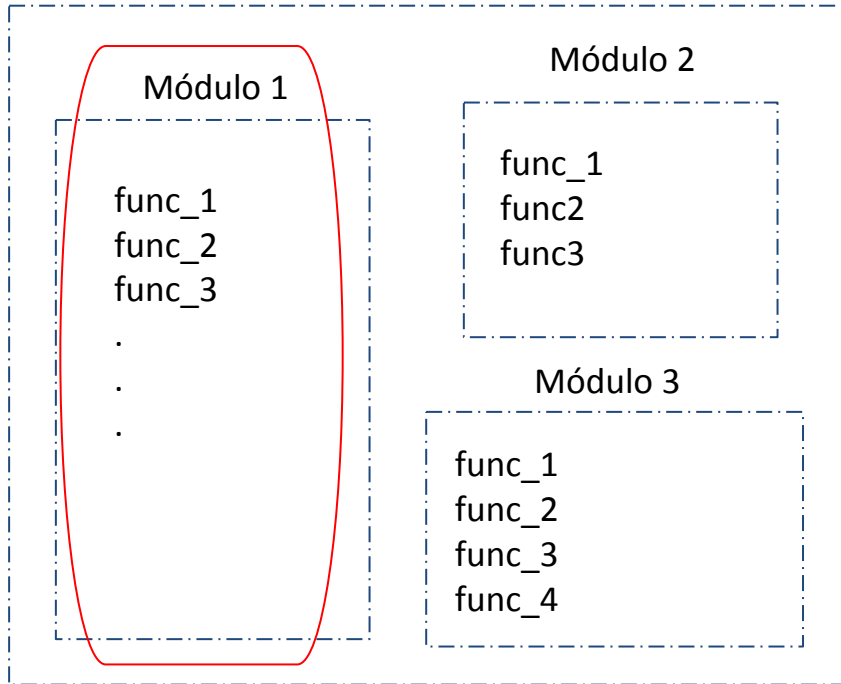 Módulo 1
func_1
func_2
func_3
.
.
.
Módulo 2
func_1
func2
func3
Módulo 3
func_1
func_2
func_3
func_4